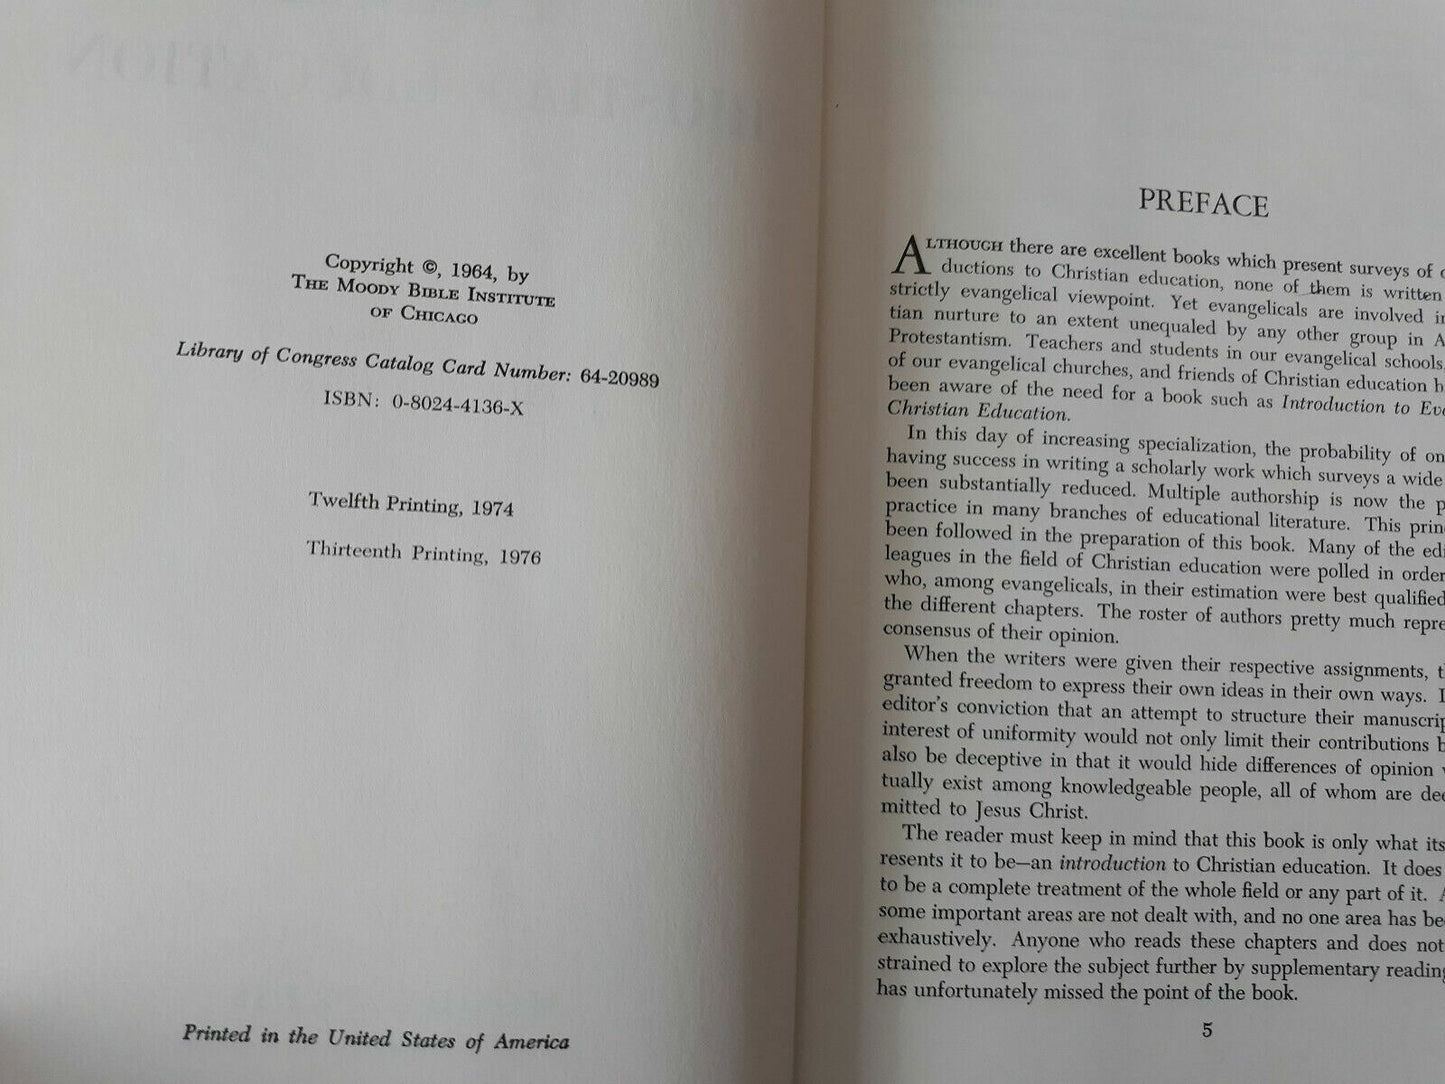 Copyright ©, 1964, by
THE MOODY BIBLE INSTITUTE
OF CHICAGO
Library of Congress Catalog Card Number: 64-20989
ISBN: 0-8024-4136-X
Twelfth Printing, 1974
Thirteenth Printing, 1976
Printed in the United States of America
PREFACE
ALTHOUGH there are excellent books which present surveys of
ductions to Christian education, none of them is written
strictly evangelical viewpoint. Yet evangelicals are involved
tian nurture to an extent unequaled by any other group in A
Protestantism. Teachers and students in our evangelical schools,
of our evangelical churches, and friends of Christian education h
been aware of the need for a book such as Introduction to Ev
Christian Education.
In this day of increasing specialization, the probability of on
having success in writing a scholarly work which surveys a wide
been substantially reduced. Multiple authorship is now the p
practice in many branches of educational literature. This prin
been followed in the preparation of this book. Many of the edi
leagues in the field of Christian education were polled in order
who, among evangelicals, in their estimation were best qualified
the different chapters. The roster of authors pretty much repre
consensus of their opinion.
When the writers were given their respective assignments, t
granted freedom to express their own ideas in their own ways. I
editor's conviction that an attempt to structure their manuscrip
interest of uniformity would not only limit their contributions b
also be deceptive in that it would hide differences of opinion
tually exist among knowledgeable people, all of whom are dee
mitted to Jesus Christ.
The reader must keep in mind that this book is only what its
resents it to be—an introduction to Christian education. It does
to be a complete treatment of the whole field or any part of it. A
some important areas are not dealt with, and no one area has be
exhaustively. Anyone who reads these chapters and does not
strained to explore the subject further by supplementary reading
has unfortunately missed the point of the book.
5